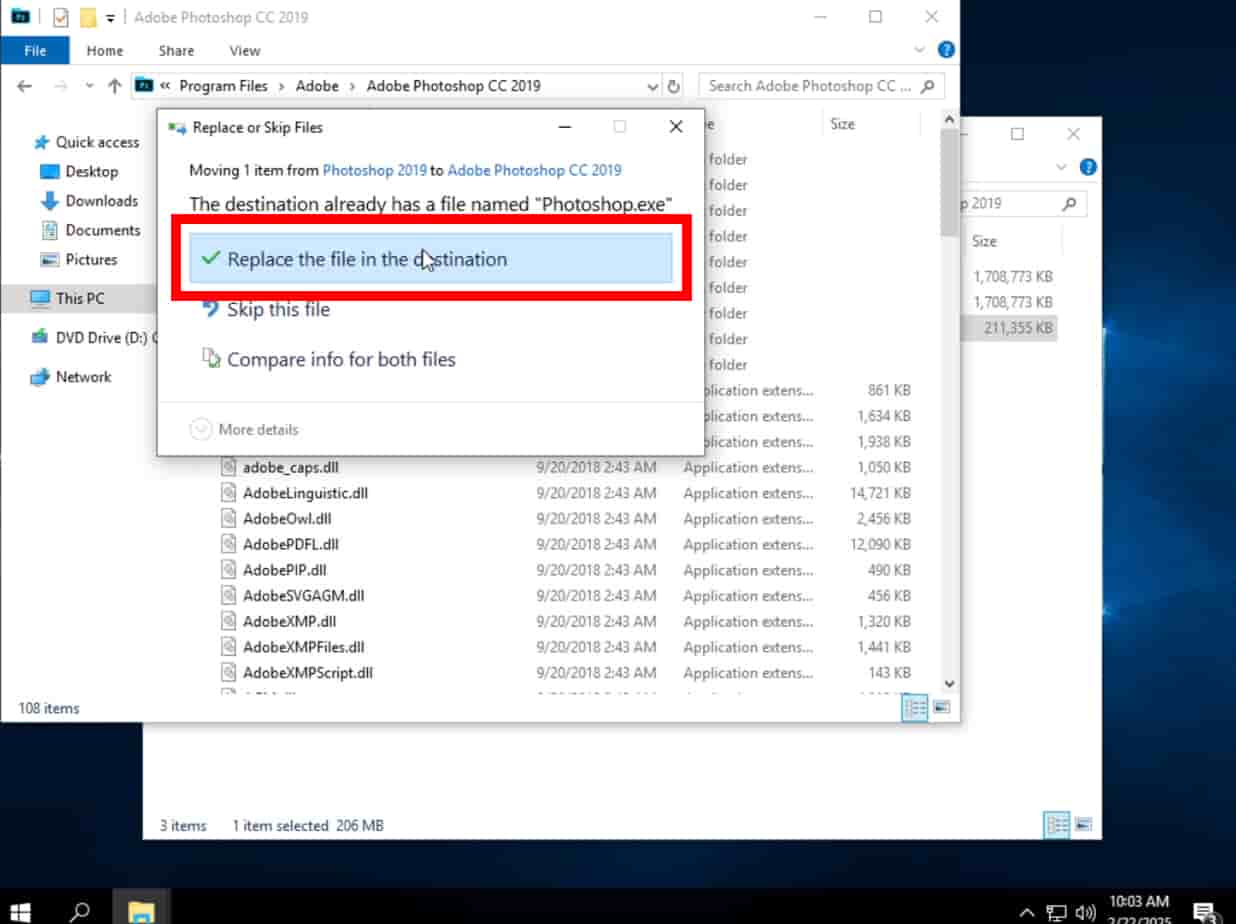 Adobe Photoshop CC 2019
File Home Share View
« Program Files > Adobe > Adobe Photoshop CC 2019
Search Adobe Photoshop CC ...
Size
Quick access
Desktop
Downloads
Documents
Pictures
This PC
DVD Drive (D:)
Network
Replace or Skip Files
Moving 1 item from Photoshop 2019 to Adobe Photoshop CC 2019
The destination already has a file named "Photoshop.exe"
Replace the file in the destination
Skip this file
Compare info for both files
More details
folder
folder
folder
folder
folder
folder
folder
folder
folder
extens... 861 KB
extens... 1,634 KB
extens... 1,938 KB
adobe_caps.dll 9/20/2018 2:43 AM Application extens... 1,050 KB
AdobeLinguistic.dll 9/20/2018 2:43 AM Application extens... 14,721 KB
AdobeOwl.dll 9/20/2018 2:43 AM Application extens... 2,456 KB
AdobePDFL.dll 9/20/2018 2:43 AM Application extens... 12,090 KB
AdobePIP.dll 9/20/2018 2:43 AM Application extens... 490 KB
AdobeSVGAGM.dll 9/20/2018 2:43 AM Application extens... 456 KB
AdobeXMP.dll 9/20/2018 2:43 AM Application extens... 1,320 KB
AdobeXMPFiles.dll 9/20/2018 2:43 AM Application extens... 1,441 KB
AdobeXMPScript.dll 9/20/2018 2:43 AM Application extens... 143 KB
108 items
2019
Size
1,708,773 KB
1,708,773 KB
211,355 KB
3 items 1 item selected 206 MB
10:03 AM
2/22/2025
3